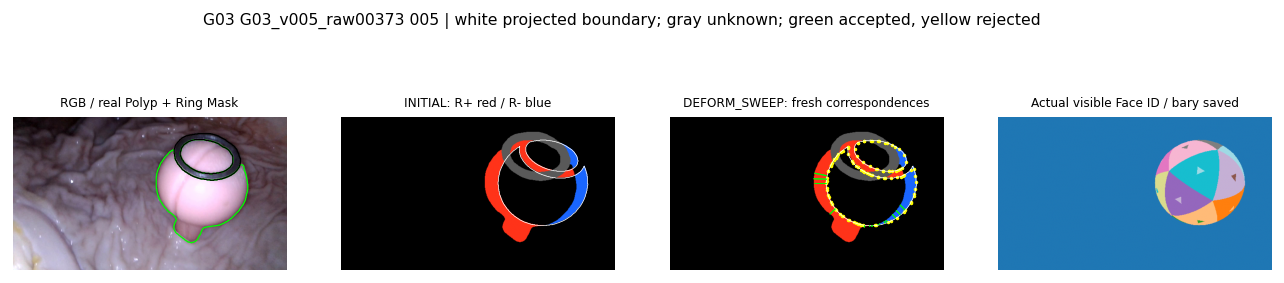 G03 G03_v005_raw00373 005 | white projected boundary; gray unknown; green accepted, yellow rejected
RGB / real Polyp + Ring Mask
INITIAL: R+ red / R- blue
DEFORM_SWEEP: fresh correspondences
Actual visible Face ID / bary saved